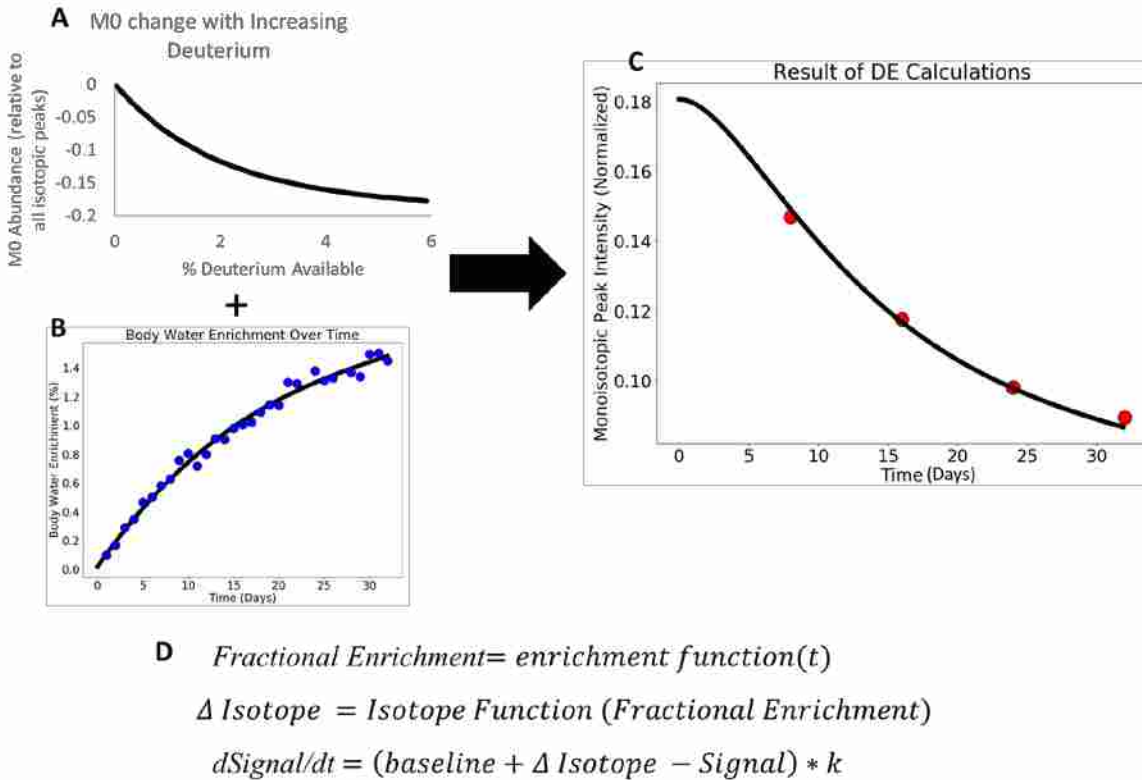 A
M0 change with Increasing
Deuterium
M0 Abundance (relative to
all isotopic peaks
0
-0.05
-0.1
-0.15
-0.2
0 2 4 6
% Deuterium Available
+
B
Body Water Enrichment Over Time
Body Water Enrichment (%)
1.4
1.2
1.0
0.8
0.6
0.4
0.2
0.0
0 5 10 15 20 25 30
Time (Days)
C
Result of DE Calculations
Monoisotopic Peak Intensity (Normalized)
0.18
0.16
0.14
0.12
0.10
0 5 10 15 20 25 30
Time (Days)
D
Fractional Enrichment= enrichment function(t)
Δ Isotope = Isotope Function (Fractional Enrichment)
dSignal/dt = (baseline + Δ Isotope − Signal) * k